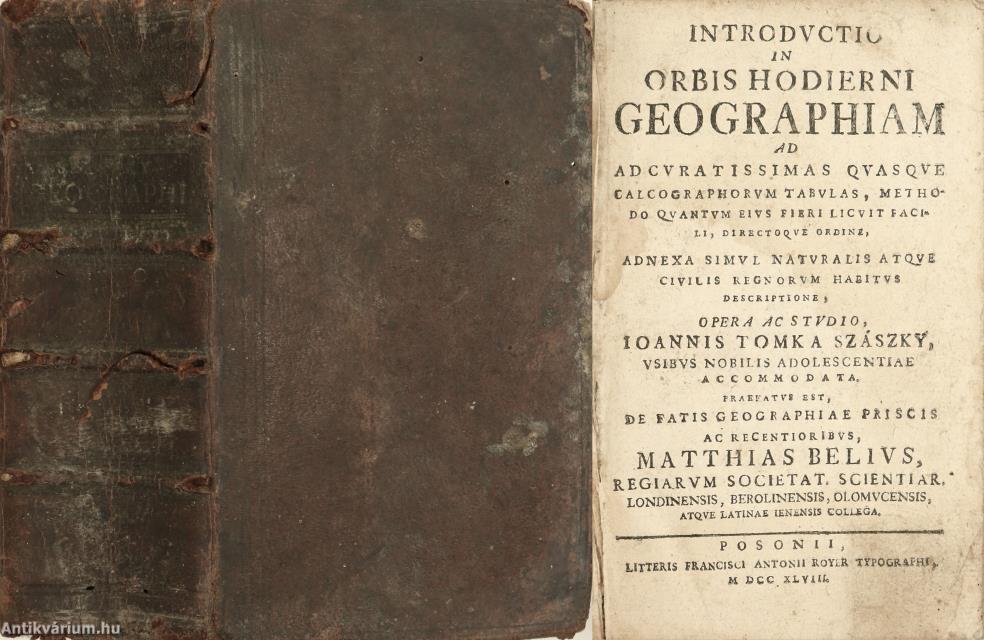 GEOGRAPHI
INTRODVCTIO
IN
ORBIS HODIERNI
GEOGRAPHIAM
AD
ADCVRATISSIMAS QVASQVE
CALCOGRAPHORVM TABVLAS, METHO-
DO QVANTVM EIVS FIERI LICVIT FACI-
LI, DIRECTOQVE ORDINE,
ADNEXA SIMVL NATVRALIS ATQVE
CIVILIS REGNORVM HABITVS
DESCRIPTIONE,
OPERA AC STVDIO,
IOANNIS TOMKA SZÁSZKY,
VSIBVS NOBILIS ADOLESCENTIAE
ACCOMMODATA.
PRAEFATVS EST,
DE FATIS GEOGRAPHIAE PRISCIS
AC RECENTIORIBVS,
MATTHIAS BELIVS,
REGIARVM SOCIETAT. SCIENTIAR.
LONDINENSIS, BEROLINENSIS, OLOMVCENSIS,
ATQVE LATINAE IENENSIS COLLEGA.
POSONII,
LITTERIS FRANCISCI ANTONII ROYER TYPOGRAPHI,
M DCC XLVIII.
Antikvárium.hu